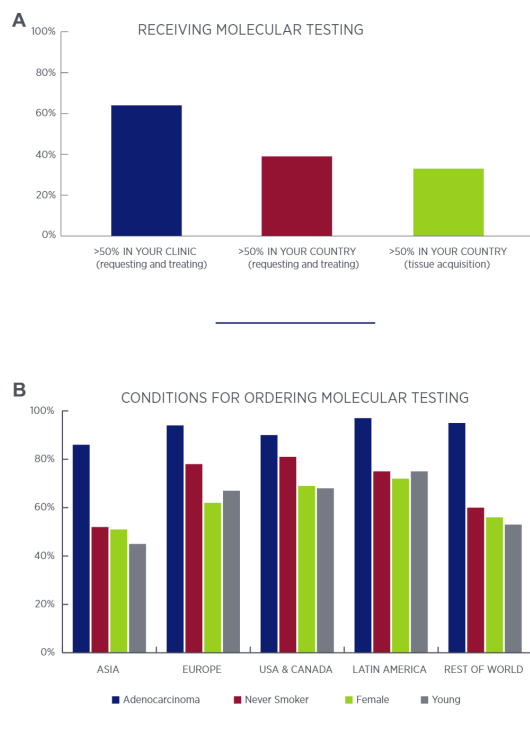 A
RECEIVING MOLECULAR TESTING
100%
80%
60%
40%
20%
0%
>50% IN YOUR CLINIC
(requesting and treating)
>50% IN YOUR COUNTRY
(requesting and treating)
>50% IN YOUR COUNTRY
(tissue acquisition)
B
CONDITIONS FOR ORDERING MOLECULAR TESTING
100%
80%
60%
40%
20%
0%
ASIA EUROPE USA & CANADA LATIN AMERICA REST OF WORLD
Adenocarcinoma Never Smoker Female Young